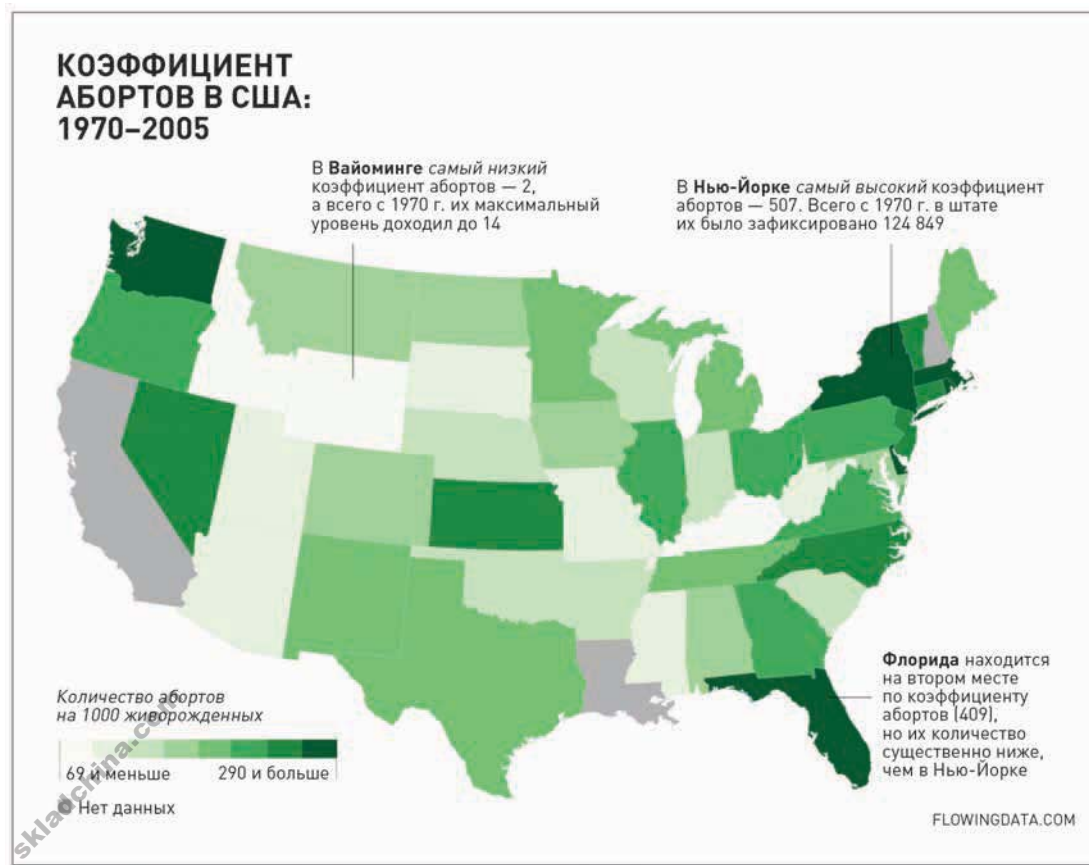 КОЭФФИЦИЕНТ
АБОРТОВ В США:
1970–2005
В Вайоминге самый низкий
коэффициент абортов — 2,
а всего с 1970 г. их максимальный
уровень доходил до 14
В Нью-Йорке самый высокий коэффициент
абортов — 507. Всего с 1970 г. в штате
их было зафиксировано 124 849
Флорида находится
на втором месте
по коэффициенту
абортов (409),
но их количество
существенно ниже,
чем в Нью-Йорке
Количество абортов
на 1000 живорожденных
69 и меньше 290 и больше
Нет данных
FLOWINGDATA.COM
skladchina.com